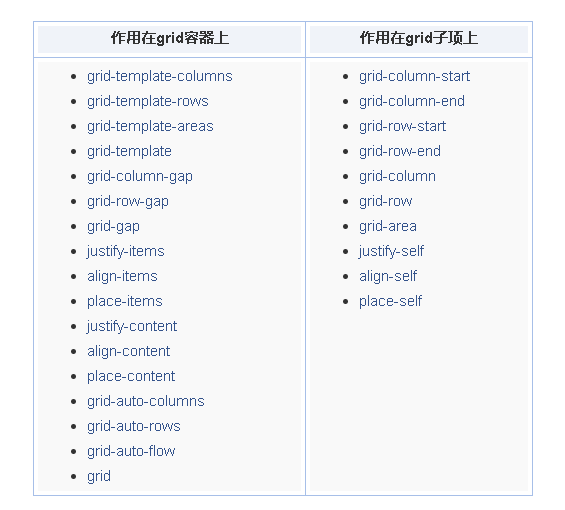 作用在grid容器上
grid-template-columns
grid-template-rows
grid-template-areas
grid-template
grid-column-gap
grid-row-gap
grid-gap
justify-items
align-items
place-items
justify-content
align-content
place-content
grid-auto-columns
grid-auto-rows
grid-auto-flow
grid
作用在grid子项上
grid-column-start
grid-column-end
grid-row-start
grid-row-end
grid-column
grid-row
grid-area
justify-self
align-self
place-self